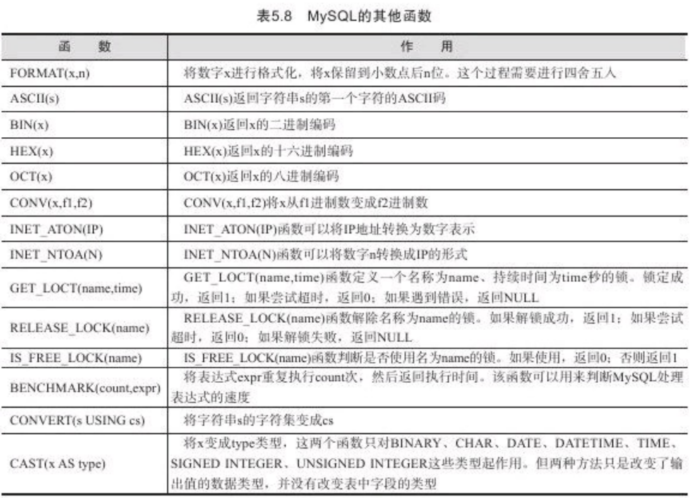 表5.8 MySQL的其他函数
函 数 作 用
FORMAT(x,n) 将数字x进行格式化，将x保留到小数点后n位。这个过程需要进行四舍五入
ASCII(s) ASCII(s)返回字符串s的第一个字符的ASCII码
BIN(x) BIN(x)返回x的二进制编码
HEX(x) HEX(x)返回x的十六进制编码
OCT(x) OCT(x)返回x的八进制编码
CONV(x,f1,f2) CONV(x,f1,f2)将x从f1进制数变成f2进制数
INET_ATON(IP) INET_ATON(IP)函数可以将IP地址转换为数字表示
INET_NTOA(N) INET_NTOA(N)函数可以将数字n转换成IP的形式
GET_LOCT(name,time) GET_LOCT(name,time)函数定义一个名称为name、持续时间为time秒的锁。锁定成
功，返回1；如果尝试超时，返回0；如果遇到错误，返回NULL
RELEASE_LOCK(name) RELEASE_LOCK(name)函数解除名称为name的锁。如果解锁成功，返回1；如果尝试
超时，返回0；如果解锁失败，返回NULL
IS_FREE_LOCK(name) IS_FREE_LOCK(name)函数判断是否使用名为name的锁。如果使用，返回0；否则返回1
BENCHMARK(count,expr) 将表达式expr重复执行count次，然后返回执行时间。该函数可以用来判断MySQL处理
表达式的速度
CONVERT(s USING cs) 将字符串s的字符集变成cs
CAST(x AS type) 将x变成type类型，这两个函数只对BINARY、CHAR、DATE、DATETIME、TIME、
SIGNED INTEGER、UNSIGNED INTEGER这些类型起作用。但两种方法只是改变了输
出值的数据类型，并没有改变表中字段的类型